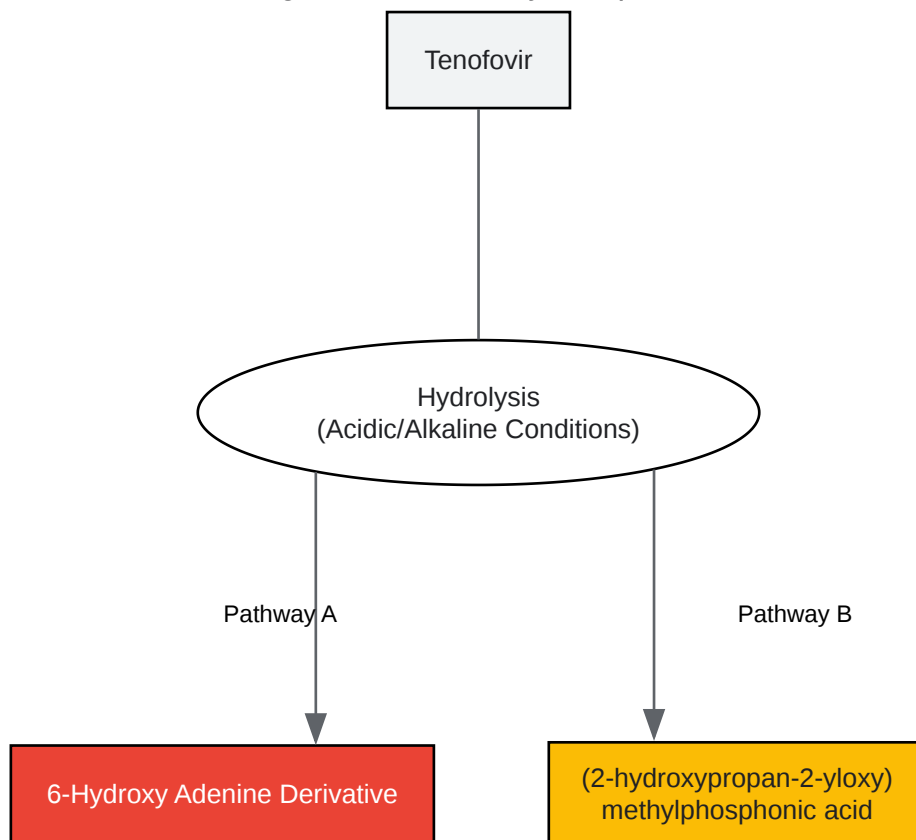 Tenofovir
Hydrolysis
(Acidic/Alkaline Conditions)
Pathway A
Pathway B
6-Hydroxy Adenine Derivative
(2-hydroxypropan-2-yloxy)
methylphosphonic acid